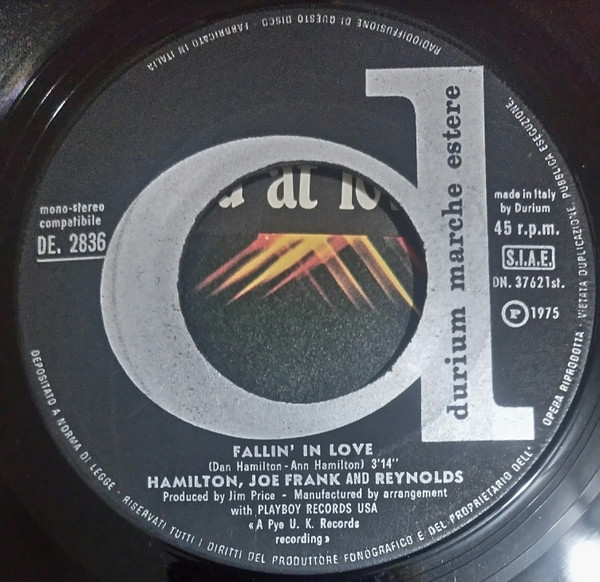 RADIODIFFUSIONE DI QUESTO DISCO · FABBRICATO IN ITALIA
d
durium marche estere
mono-stereo
compatibile
DE. 2836
at
made in Italy
by Durium
45 r.p.m.
S.I.A.E.
DN. 37621st.
P 1975
FALLIN' IN LOVE
(Dan Hamilton - Ann Hamilton) 3'14''
HAMILTON, JOE FRANK AND REYNOLDS
Produced by Jim Price - Manufactured by arrangement
with PLAYBOY RECORDS USA
«A Pye U. K. Records
recording»
DEPOSITATO A NORMA DI LEGGE - RISERVATI TUTTI I DIRITTI DEL PRODUTTORE FONOGRAFICO E DEL PROPRIETARIO DELL' OPERA RIPRODOTTA - VIETATA DUPLICAZIONE, PUBBLICA ESECUZIONE,